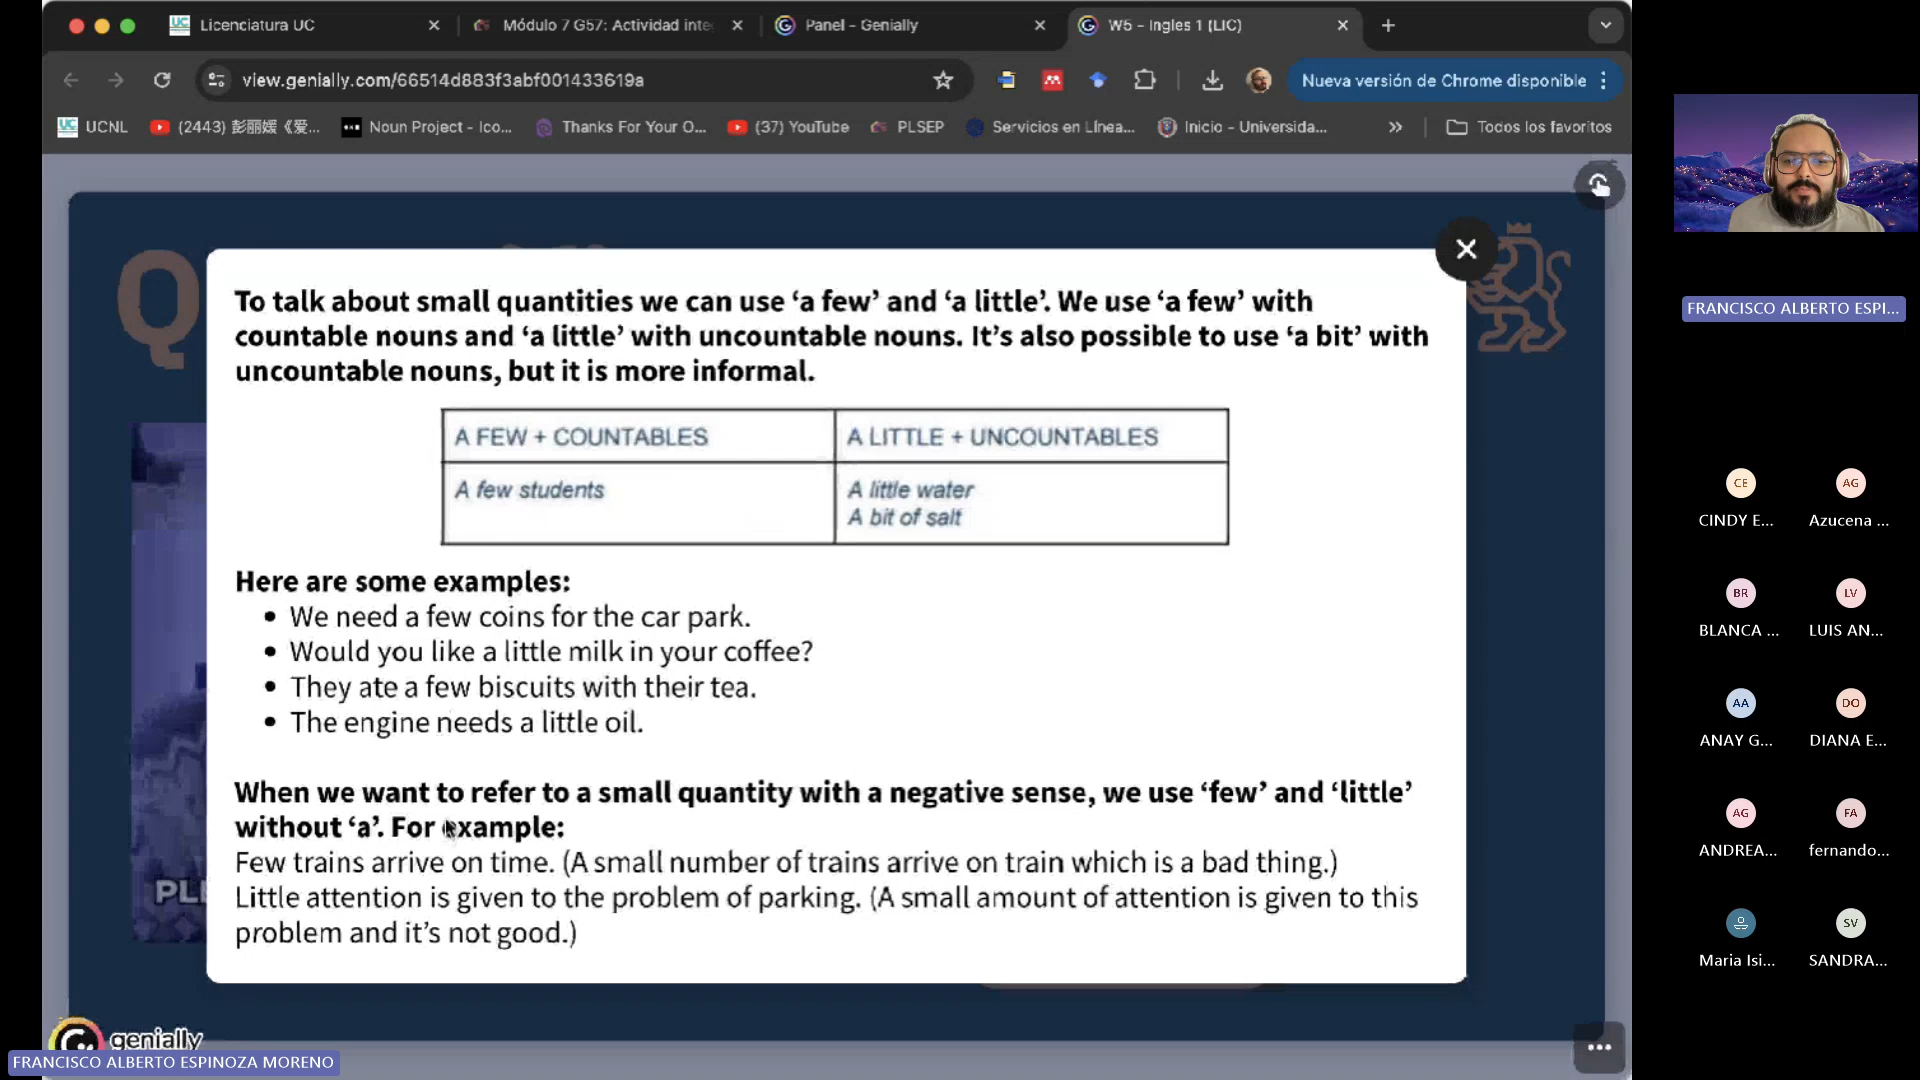 Licenciatura UC
Módulo 7 G57: Actividad inte
Panel - Genially
W5 - Ingles 1 (LIC)
view.genially.com/66514d883f3abf001433619a
Nueva versión de Chrome disponible
UCNL
(2443) 彭丽媛《爱...
Noun Project - Ico...
Thanks For Your O...
(37) YouTube
PLSEP
Servicios en Línea...
Inicio - Universida...
»
Todos los favoritos
Q
To talk about small quantities we can use ‘a few’ and ‘a little’. We use ‘a few’ with
countable nouns and ‘a little’ with uncountable nouns. It’s also possible to use ‘a bit’ with
uncountable nouns, but it is more informal.
A FEW + COUNTABLES
A LITTLE + UNCOUNTABLES
A few students
A little water
A bit of salt
Here are some examples:
• We need a few coins for the car park.
• Would you like a little milk in your coffee?
• They ate a few biscuits with their tea.
• The engine needs a little oil.
When we want to refer to a small quantity with a negative sense, we use ‘few’ and ‘little’
without ‘a’. For example:
Few trains arrive on time. (A small number of trains arrive on train which is a bad thing.)
Little attention is given to the problem of parking. (A small amount of attention is given to this
problem and it’s not good.)
PL
genially
FRANCISCO ALBERTO ESPINOZA MORENO
FRANCISCO ALBERTO ESPI...
CE
AG
CINDY E...
Azucena ...
BR
LV
BLANCA ...
LUIS AN...
AA
DO
ANAY G...
DIANA E...
AG
FA
ANDREA...
fernando...
SV
Maria Isi...
SANDRA...